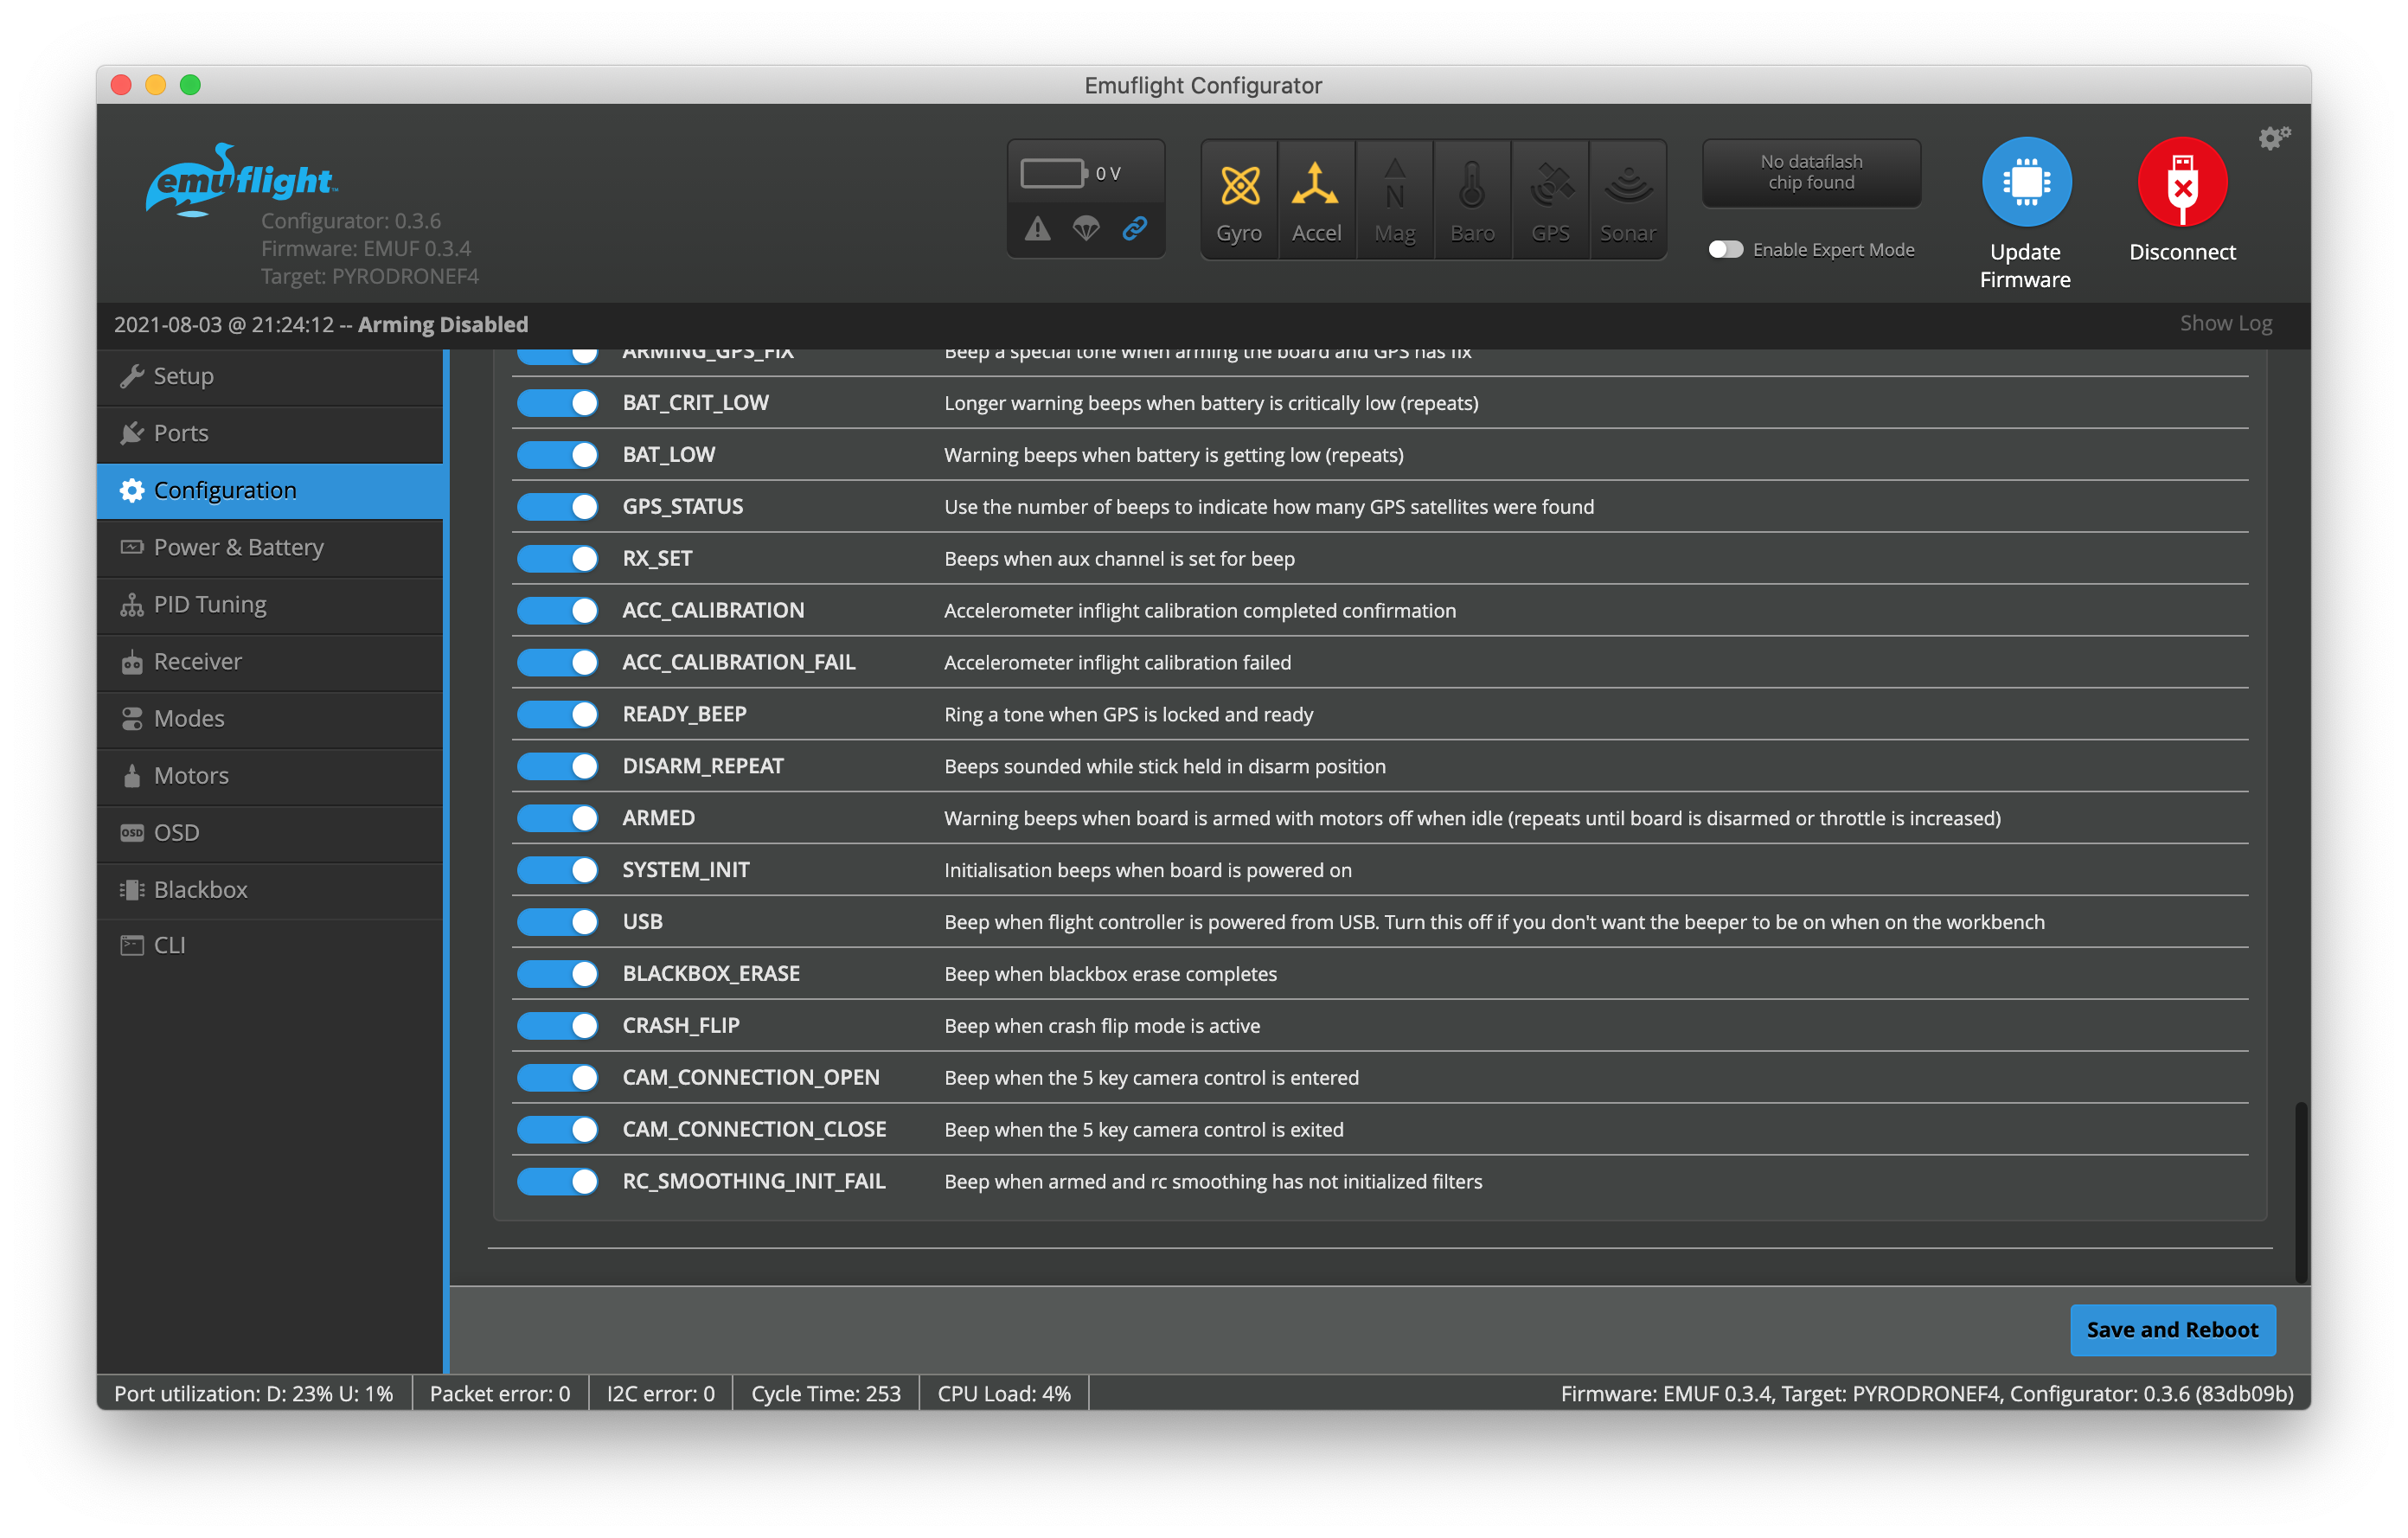 Emuflight Configurator
emuflight
Configurator: 0.3.6
Firmware: EMUF 0.3.4
Target: PYRODRONEF4
0 V
Gyro Accel Mag Baro GPS Sonar
No dataflash
chip found
Enable Expert Mode
Update
Firmware
Disconnect
2021-08-03 @ 21:24:12 -- Arming Disabled
Show Log
Setup
Ports
Configuration
Power & Battery
PID Tuning
Receiver
Modes
Motors
OSD OSD
Blackbox
CLI
ARMING_GPS_FIX Beep a special tone when arming the board and GPS has fix
BAT_CRIT_LOW Longer warning beeps when battery is critically low (repeats)
BAT_LOW Warning beeps when battery is getting low (repeats)
GPS_STATUS Use the number of beeps to indicate how many GPS satellites were found
RX_SET Beeps when aux channel is set for beep
ACC_CALIBRATION Accelerometer inflight calibration completed confirmation
ACC_CALIBRATION_FAIL Accelerometer inflight calibration failed
READY_BEEP Ring a tone when GPS is locked and ready
DISARM_REPEAT Beeps sounded while stick held in disarm position
ARMED Warning beeps when board is armed with motors off when idle (repeats until board is disarmed or throttle is increased)
SYSTEM_INIT Initialisation beeps when board is powered on
USB Beep when flight controller is powered from USB. Turn this off if you don't want the beeper to be on when on the workbench
BLACKBOX_ERASE Beep when blackbox erase completes
CRASH_FLIP Beep when crash flip mode is active
CAM_CONNECTION_OPEN Beep when the 5 key camera control is entered
CAM_CONNECTION_CLOSE Beep when the 5 key camera control is exited
RC_SMOOTHING_INIT_FAIL Beep when armed and rc smoothing has not initialized filters
Save and Reboot
Port utilization: D: 23% U: 1% Packet error: 0 I2C error: 0 Cycle Time: 253 CPU Load: 4% Firmware: EMUF 0.3.4, Target: PYRODRONEF4, Configurator: 0.3.6 (83db09b)